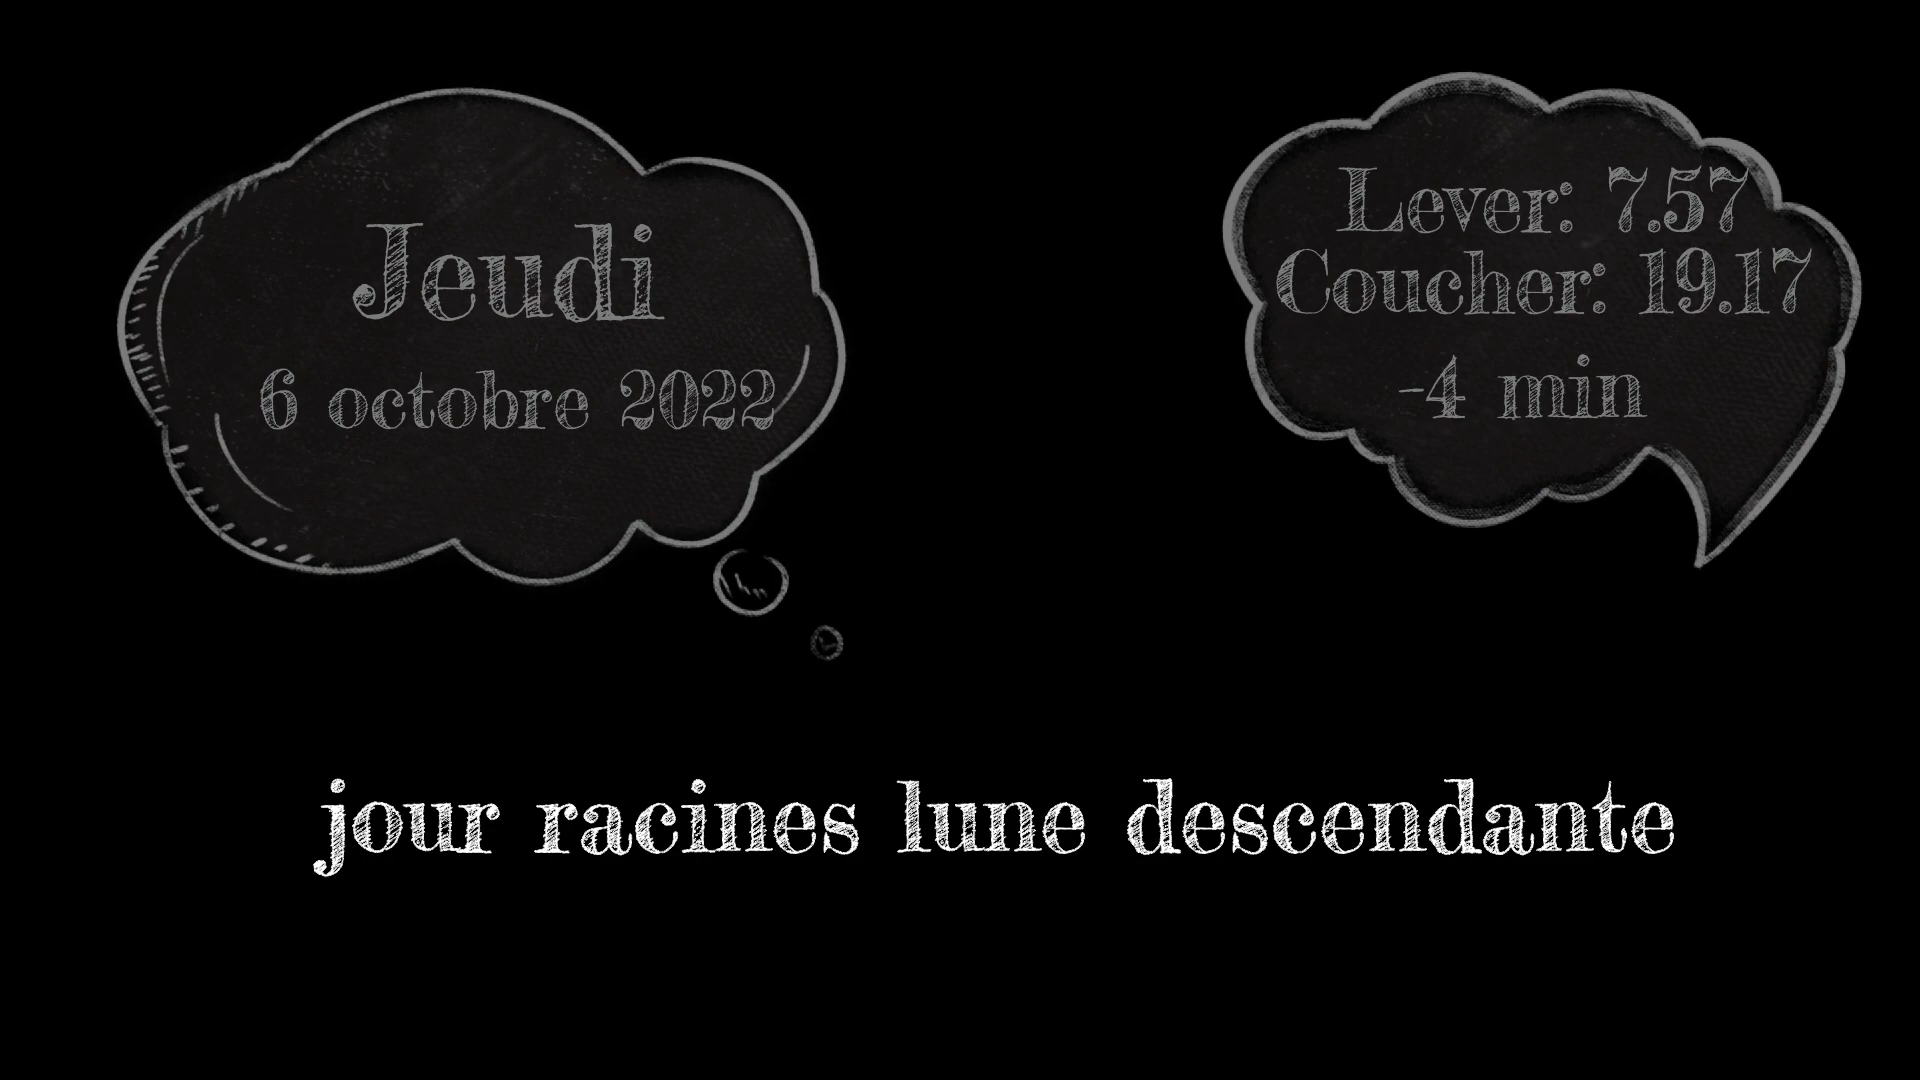 Jeudi
6 octobre 2022
Lever: 7.57
Coucher: 19.17
-4 min
jour racines lune descendante